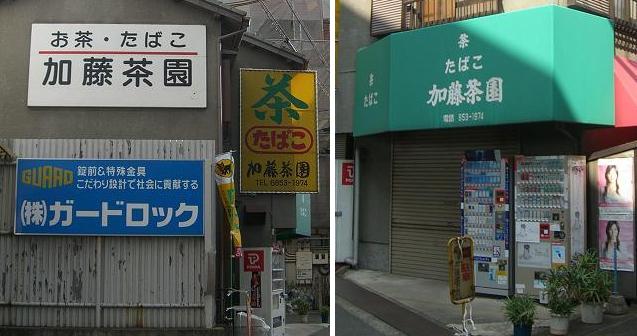 お茶・たばこ
加藤茶園
GUARD
錠前&特殊金具
こだわり設計で社会に貢献する
(株)ガードロック
茶
たばこ
加藤茶園
TEL 6853-1974
茶
たばこ
茶
たばこ
加藤茶園
電話 853-1974